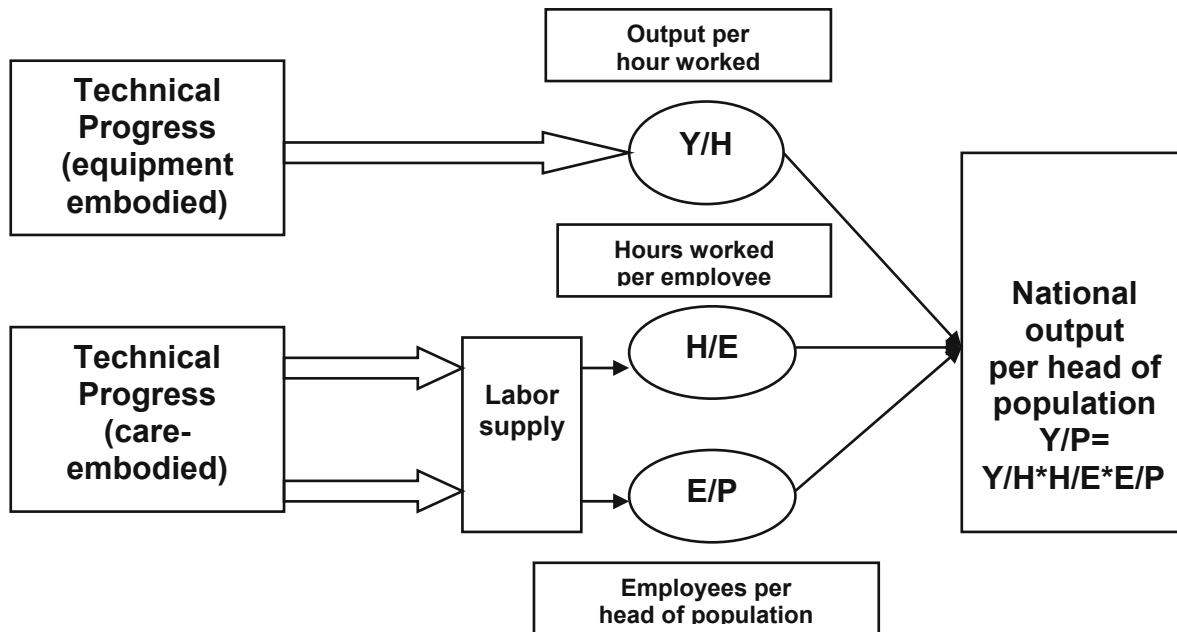 Output per
hour worked
Technical
Progress
(equipment
embodied)
Y/H
Hours worked
per employee
Technical
Progress
(care-
embodied)
Labor
supply
H/E
E/P
Employees per
head of population
National
output
per head of
population
Y/P=
Y/H*H/E*E/P